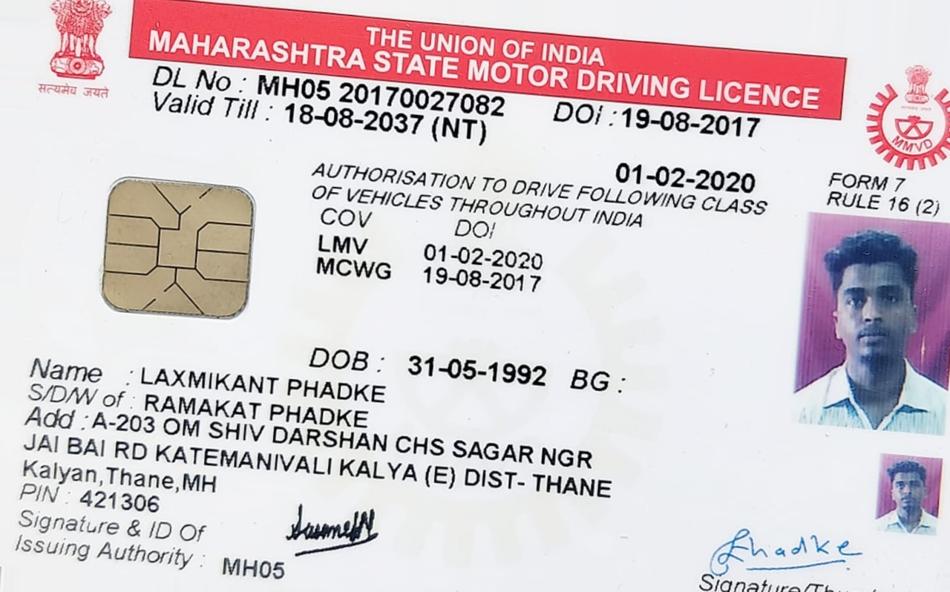 THE UNION OF INDIA
MAHARASHTRA STATE MOTOR DRIVING LICENCE
सत्यमेव जयते
DL No : MH05 20170027082 DOI : 19-08-2017
Valid Till : 18-08-2037 (NT)
01-02-2020
MMVD
FORM 7
RULE 16 (2)
AUTHORISATION TO DRIVE FOLLOWING CLASS
OF VEHICLES THROUGHOUT INDIA
COV DOI
LMV 01-02-2020
MCWG 19-08-2017
DOB : 31-05-1992 BG :
Name : LAXMIKANT PHADKE
S/D/W of : RAMAKAT PHADKE
Add : A-203 OM SHIV DARSHAN CHS SAGAR NGR
JAI BAI RD KATEMANIVALI KALYA (E) DIST- THANE
Kalyan,Thane,MH
PIN : 421306
Signature & ID Of
Issuing Authority : MH05
Phadke
Signature/Thu